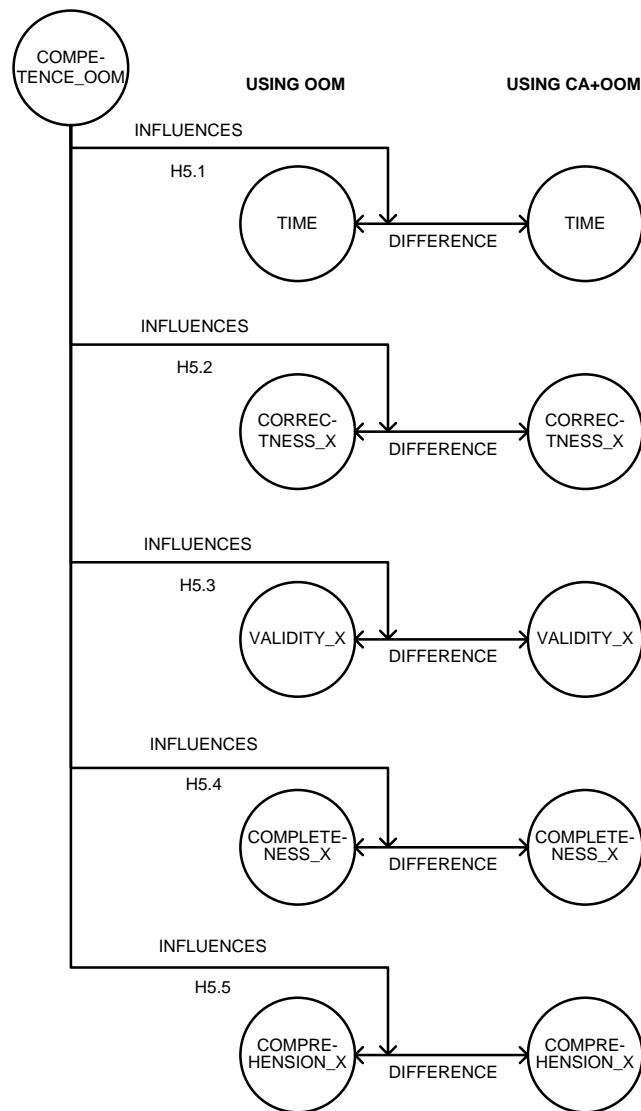 COMPE-
TENCE_OOM
USING OOM
USING CA+OOM
INFLUENCES
H5.1
TIME
DIFFERENCE
TIME
INFLUENCES
H5.2
CORREC-
TNESS_X
DIFFERENCE
CORREC-
TNESS_X
INFLUENCES
H5.3
VALIDITY_X
DIFFERENCE
VALIDITY_X
INFLUENCES
H5.4
COMPLETE-
NESS_X
DIFFERENCE
COMPLETE-
NESS_X
INFLUENCES
H5.5
COMPRE-
HENSION_X
DIFFERENCE
COMPRE-
HENSION_X